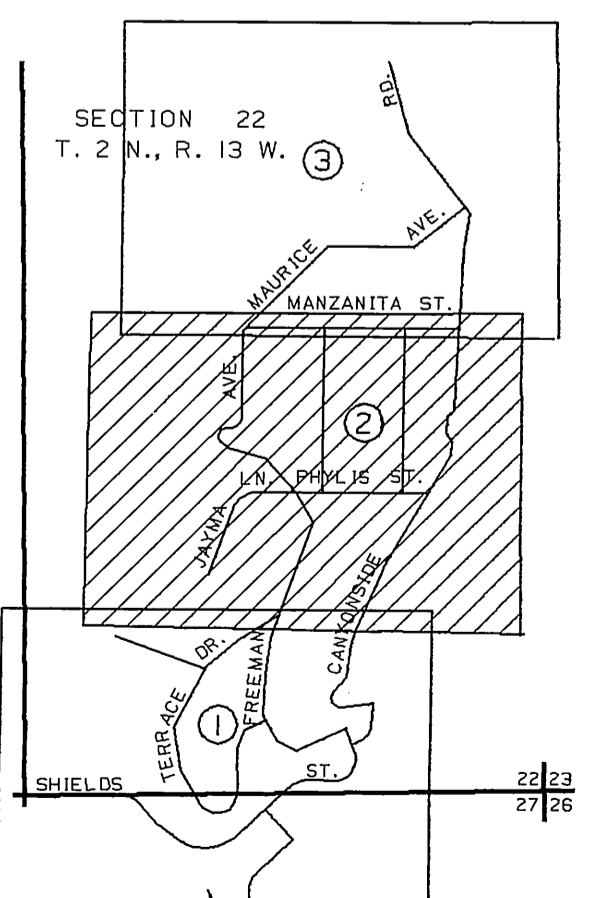 SECTION 22
T. 2 N., R. 13 W.
3
RD.
AVE.
MAURICE
MANZANITA ST.
AVE.
2
LN. PHYLIS ST.
JAYMA
CANYONSIDE
DR.
FREEMAN
TERRACE
1
ST.
SHIELDS
22 23
27 26